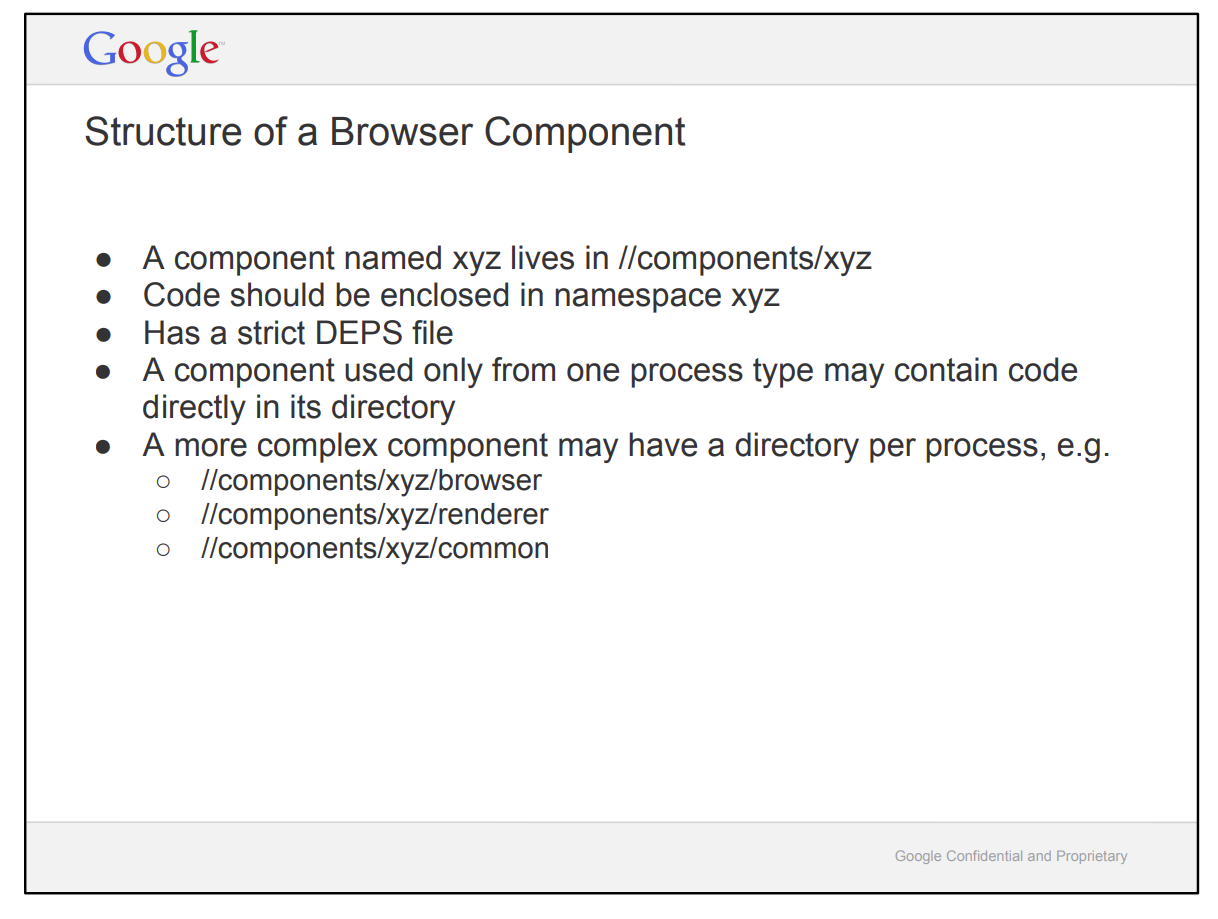 Google™
Structure of a Browser Component
● A component named xyz lives in //components/xyz
● Code should be enclosed in namespace xyz
● Has a strict DEPS file
● A component used only from one process type may contain code
directly in its directory
● A more complex component may have a directory per process, e.g.
○ //components/xyz/browser
○ //components/xyz/renderer
○ //components/xyz/common
Google Confidential and Proprietary